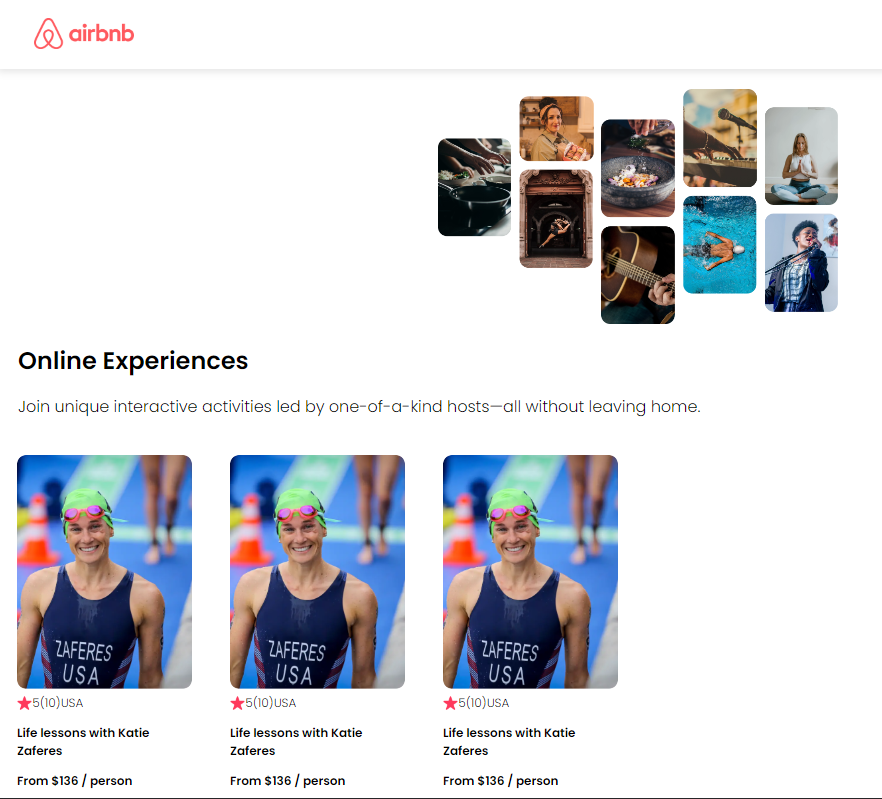 airbnb
Online Experiences
Join unique interactive activities led by one-of-a-kind hosts—all without leaving home.
ZAFERES
USA
ZAFERES
USA
ZAFERES
USA
5(10)USA
5(10)USA
5(10)USA
Life lessons with Katie
Zaferes
Life lessons with Katie
Zaferes
Life lessons with Katie
Zaferes
From $136 / person
From $136 / person
From $136 / person